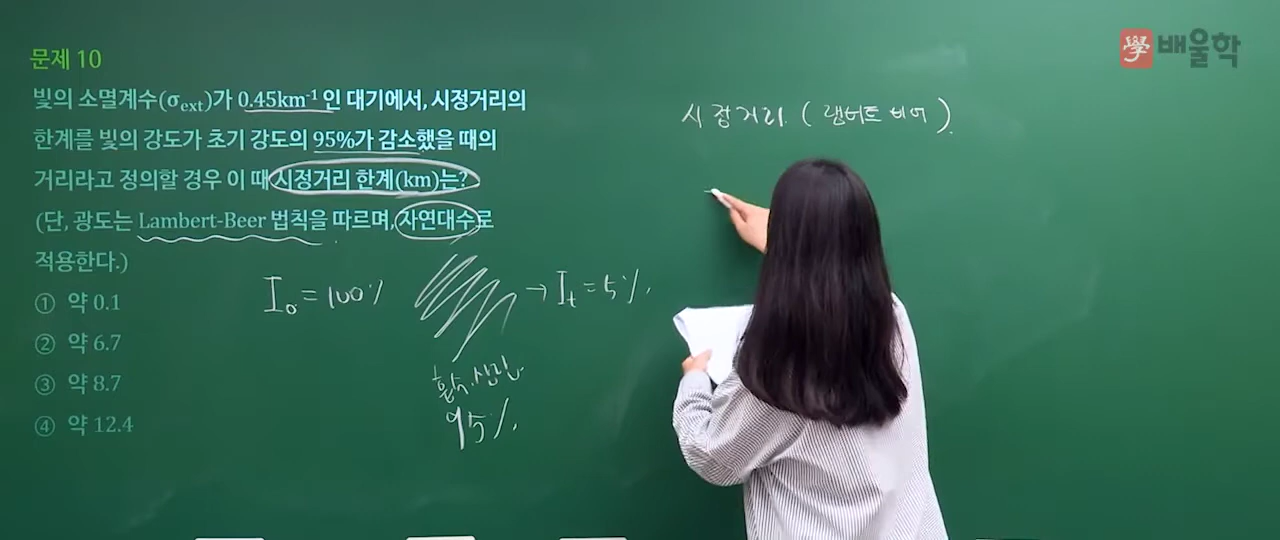 學 배울학
문제 10
빛의 소멸계수(σext)가 0.45km-1 인 대기에서, 시정거리의
한계를 빛의 강도가 초기 강도의 95%가 감소했을 때의
거리라고 정의할 경우 이 때 시정거리 한계(km)는?
(단, 광도는 Lambert-Beer 법칙을 따르며, 자연대수로
적용한다.)
① 약 0.1
② 약 6.7
③ 약 8.7
④ 약 12.4
I₀ = 100%
→ It = 5%.
95%.
시정거리. (램버트 비어).